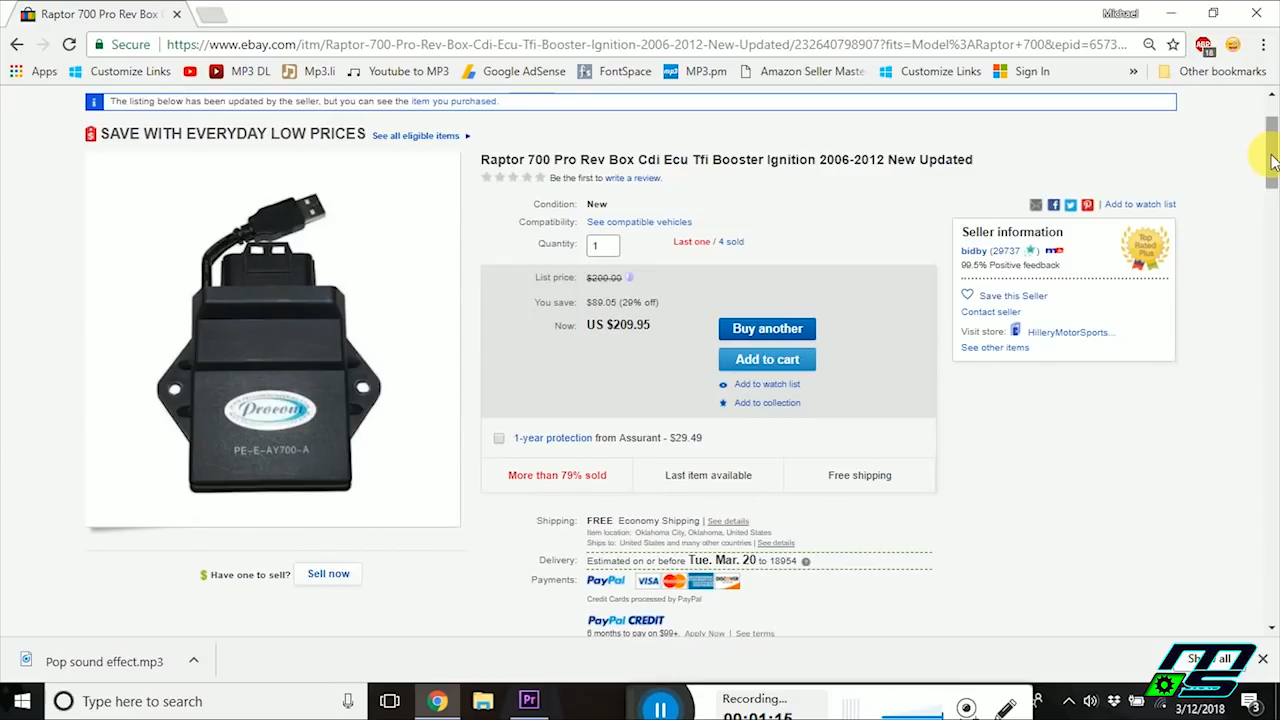 Raptor 700 Pro Rev Box
Michael
Secure
https://www.ebay.com/itm/Raptor-700-Pro-Rev-Box-Cdi-Ecu-Tfi-Booster-Ignition-2006-2012-New-Updated/232640798907?fits=Model%3ARaptor+700&epid=6573...
18
Apps
Customize Links
MP3 DL
Mp3.li
Youtube to MP3
Google AdSense
FontSpace
mp3
MP3.pm
Amazon Seller Maste
Customize Links
Sign In
»
Other bookmarks
The listing below has been updated by the seller, but you can see the item you purchased.
SAVE WITH EVERYDAY LOW PRICES See all eligible items
Raptor 700 Pro Rev Box Cdi Ecu Tfi Booster Ignition 2006-2012 New Updated
Be the first to write a review.
Condition: New
Compatibility: See compatible vehicles
Quantity: 1
Last one / 4 sold
You save: $89.05 (29% off)
List price:
Now: US $209.95
Buy another
Add to cart
Add to watch list
Add to collection
1-year protection from Assurant - $29.49
More than 79% sold
Last item available
Free shipping
Shipping: FREE Economy Shipping | See details
Item location: Oklahoma City, Oklahoma, United States
Ships to: United States and many other countries | See details
Delivery: Estimated on or before Tue. Mar. 20 to 18954
Payments: PayPal VISA DISCOVER
Credit Cards processed by PayPal
PayPal CREDIT
6 months to pay on $99+. Apply Now | See terms
| Add to watch list
Seller information
bidby (29737 ) me
99.5% Positive feedback
Top Rated Plus
Save this Seller
Contact seller
Visit store: HilleryMotorSports...
See other items
Procom
PE-E-AY700-A
$ Have one to sell? Sell now
Pop sound effect.mp3
Show all
Type here to search
Pr
Recording...
00:01:15
3/12/2018
3